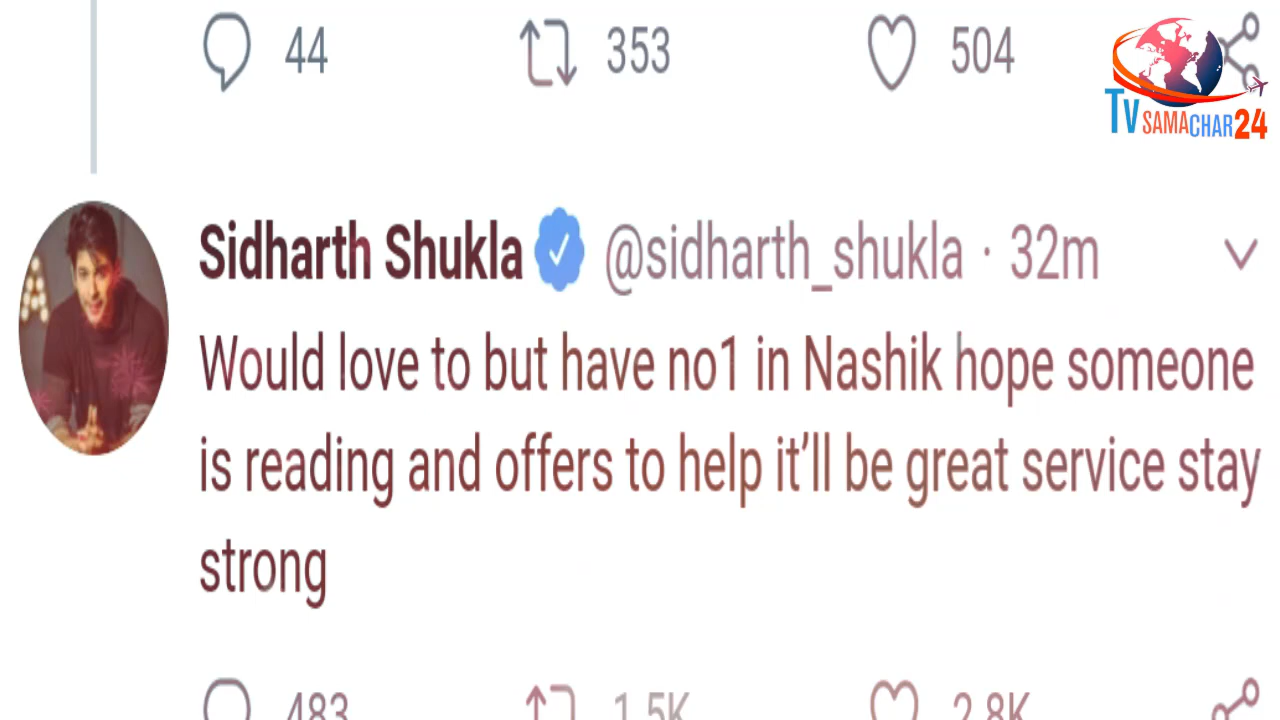 44 353 504
TV SAMACHAR24
Sidharth Shukla @sidharth_shukla · 32m
Would love to but have no1 in Nashik hope someone
is reading and offers to help it’ll be great service stay
strong
483 1.5K 2.8K